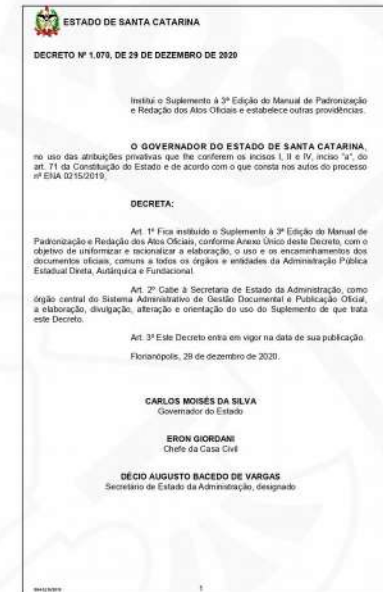 ESTADO DE SANTA CATARINA
DECRETO Nº 1.070, DE 29 DE DEZEMBRO DE 2020
Institui o Suplemento à 3ª Edição do Manual de Padronização
e Redação dos Atos Oficiais e estabelece outras providências.
O GOVERNADOR DO ESTADO DE SANTA CATARINA,
no uso das atribuições privativas que lhe conferem os incisos I, II e IV, inciso "a", do
art. 71 da Constituição do Estado e de acordo com o que consta nos autos do processo
nº ENA 0215/2019,
DECRETA:
Art. 1º Fica instituído o Suplemento à 3ª Edição do Manual de
Padronização e Redação dos Atos Oficiais, conforme Anexo Único deste Decreto, com o
objetivo de uniformizar e racionalizar a elaboração, o uso e os encaminhamentos dos
documentos oficiais, comuns a todos os órgãos e entidades da Administração Pública
Estadual Direta, Autárquica e Fundacional.
Art. 2º Cabe à Secretaria de Estado da Administração, como
órgão central do Sistema Administrativo de Gestão Documental e Publicação Oficial,
a elaboração, divulgação, alteração e orientação do uso do Suplemento de que trata
este Decreto.
Art. 3º Este Decreto entra em vigor na data de sua publicação.
Florianópolis, 29 de dezembro de 2020.
CARLOS MOISÉS DA SILVA
Governador do Estado
ERON GIORDANI
Chefe da Casa Civil
DÉCIO AUGUSTO BACEDO DE VARGAS
Secretário de Estado da Administração, designado
1